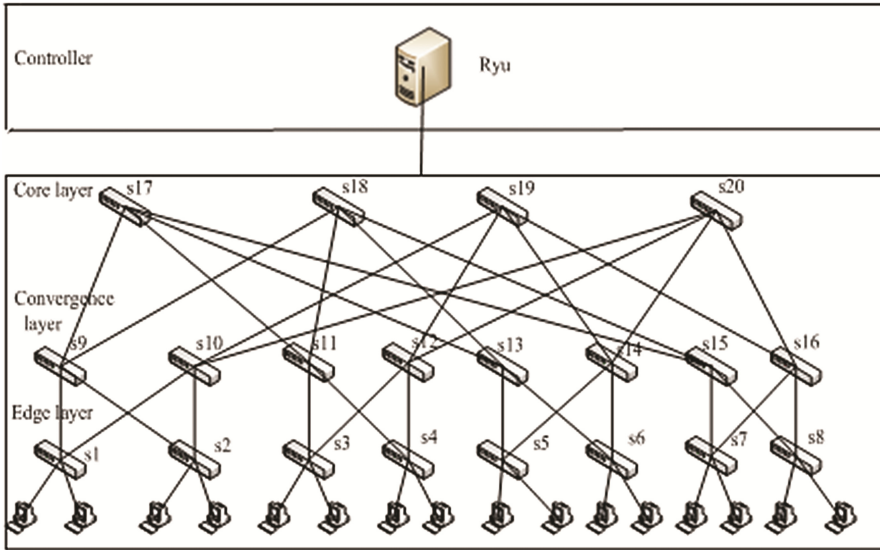 Controller
Ryu
Core layer
s17
s18
s19
s20
Convergence
layer
s9
s10
s11
s12
s13
s14
s15
s16
Edge layer
s1
s2
s3
s4
s5
s6
s7
s8